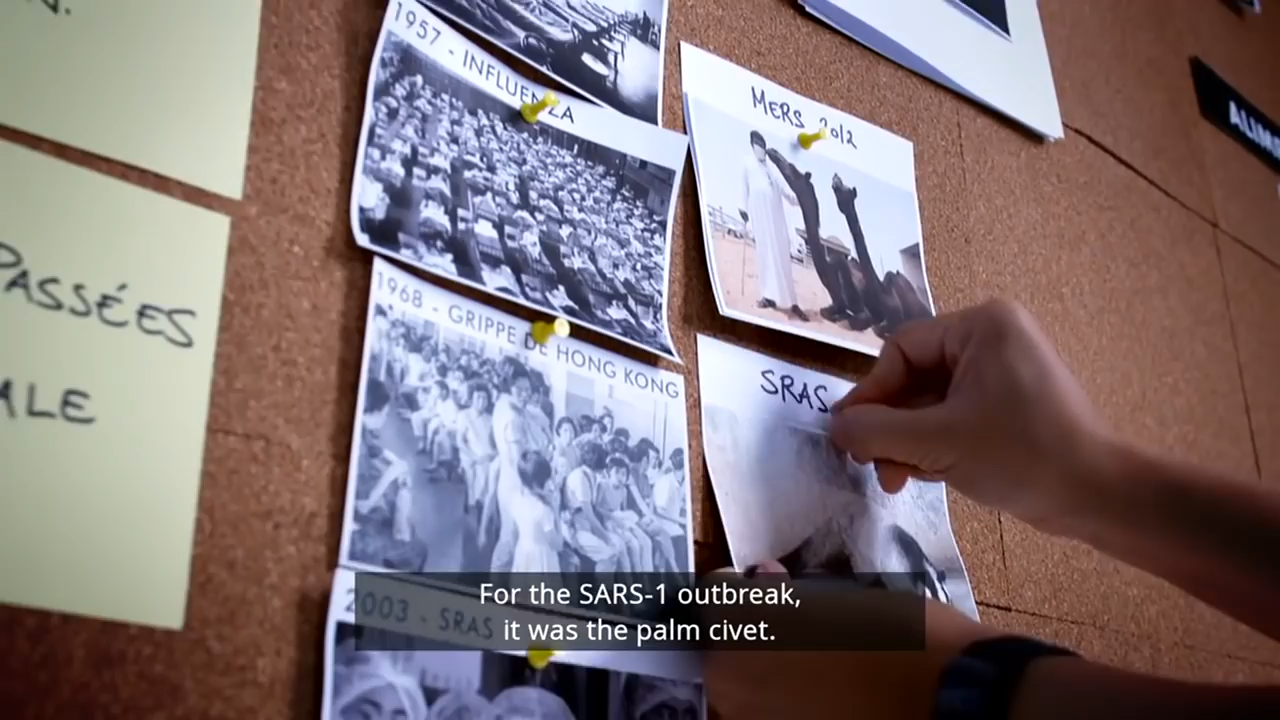 N.
PASSÉES
ALE
1957 - INFLUENZA
1968 - GRIPPE DE HONG KONG
2003 - SRAS
MERS 2012
SRAS
ALIM
For the SARS-1 outbreak,
it was the palm civet.